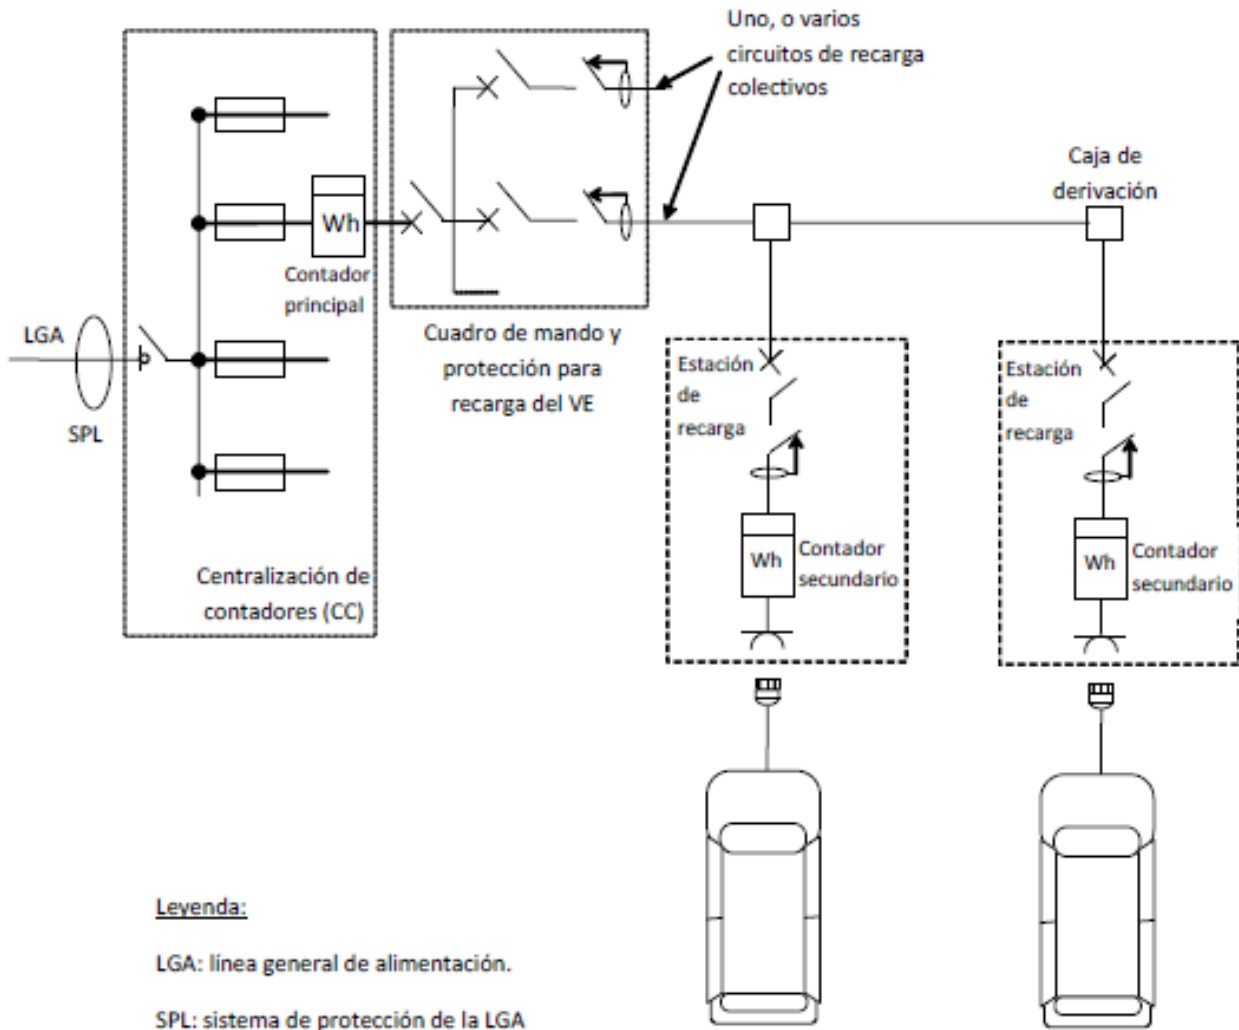 Uno, o varios
circuitos de recarga
colectivos
Caja de
derivación
Wh
Contador
principal
LGA
SPL
Cuadro de mando y
protección para
recarga del VE
Estación
de
recarga
Wh
Contador
secundario
Estación
de
recarga
Wh
Contador
secundario
Centralización de
contadores (CC)
Leyenda:
LGA: línea general de alimentación.
SPL: sistema de protección de la LGA